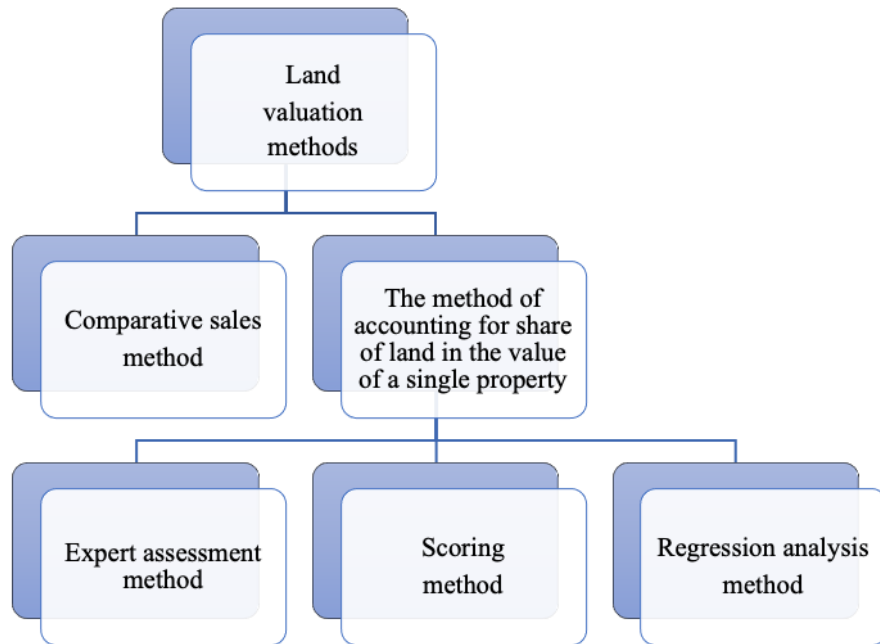 Land
valuation
methods
Comparative sales
method
The method of
accounting for share
of land in the value
of a single property
Expert assessment
method
Scoring
method
Regression analysis
method